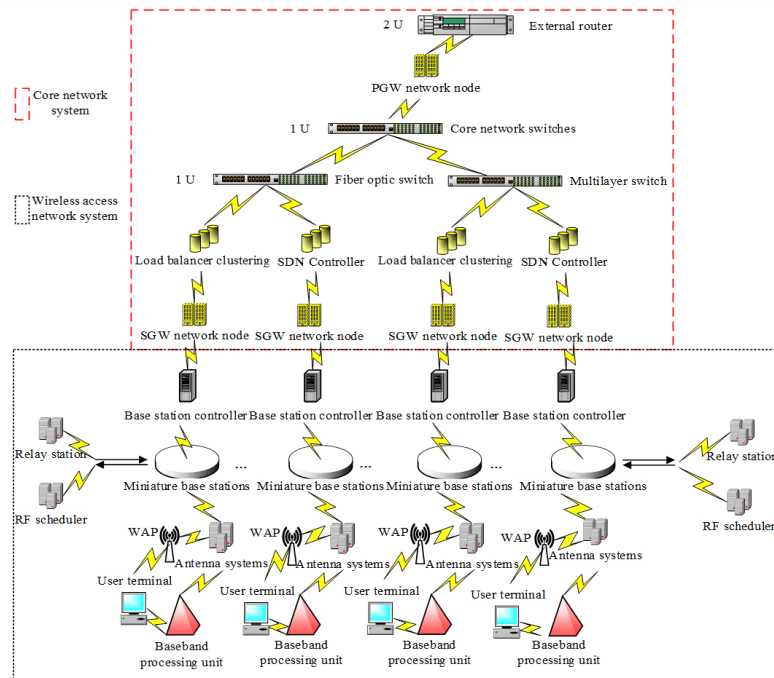 2 U
External router
PGW network node
Core network
system
1 U
Core network switches
1 U
Fiber optic switch
Multilayer switch
Wireless access
network system
Load balancer clustering
SDN Controller
Load balancer clustering
SDN Controller
SGW network node
SGW network node
SGW network node
SGW network node
Base station controller
Base station controller
Base station controller
Base station controller
Relay station
Relay station
...
...
...
Miniature base stations
Miniature base stations
Miniature base stations
Miniature base stations
RF scheduler
RF scheduler
WAP
WAP
WAP
WAP
Antenna systems
Antenna systems
Antenna systems
Antenna systems
User terminal
User terminal
User terminal
User terminal
Baseband
processing unit
Baseband
processing unit
Baseband
processing unit
Baseband
processing unit